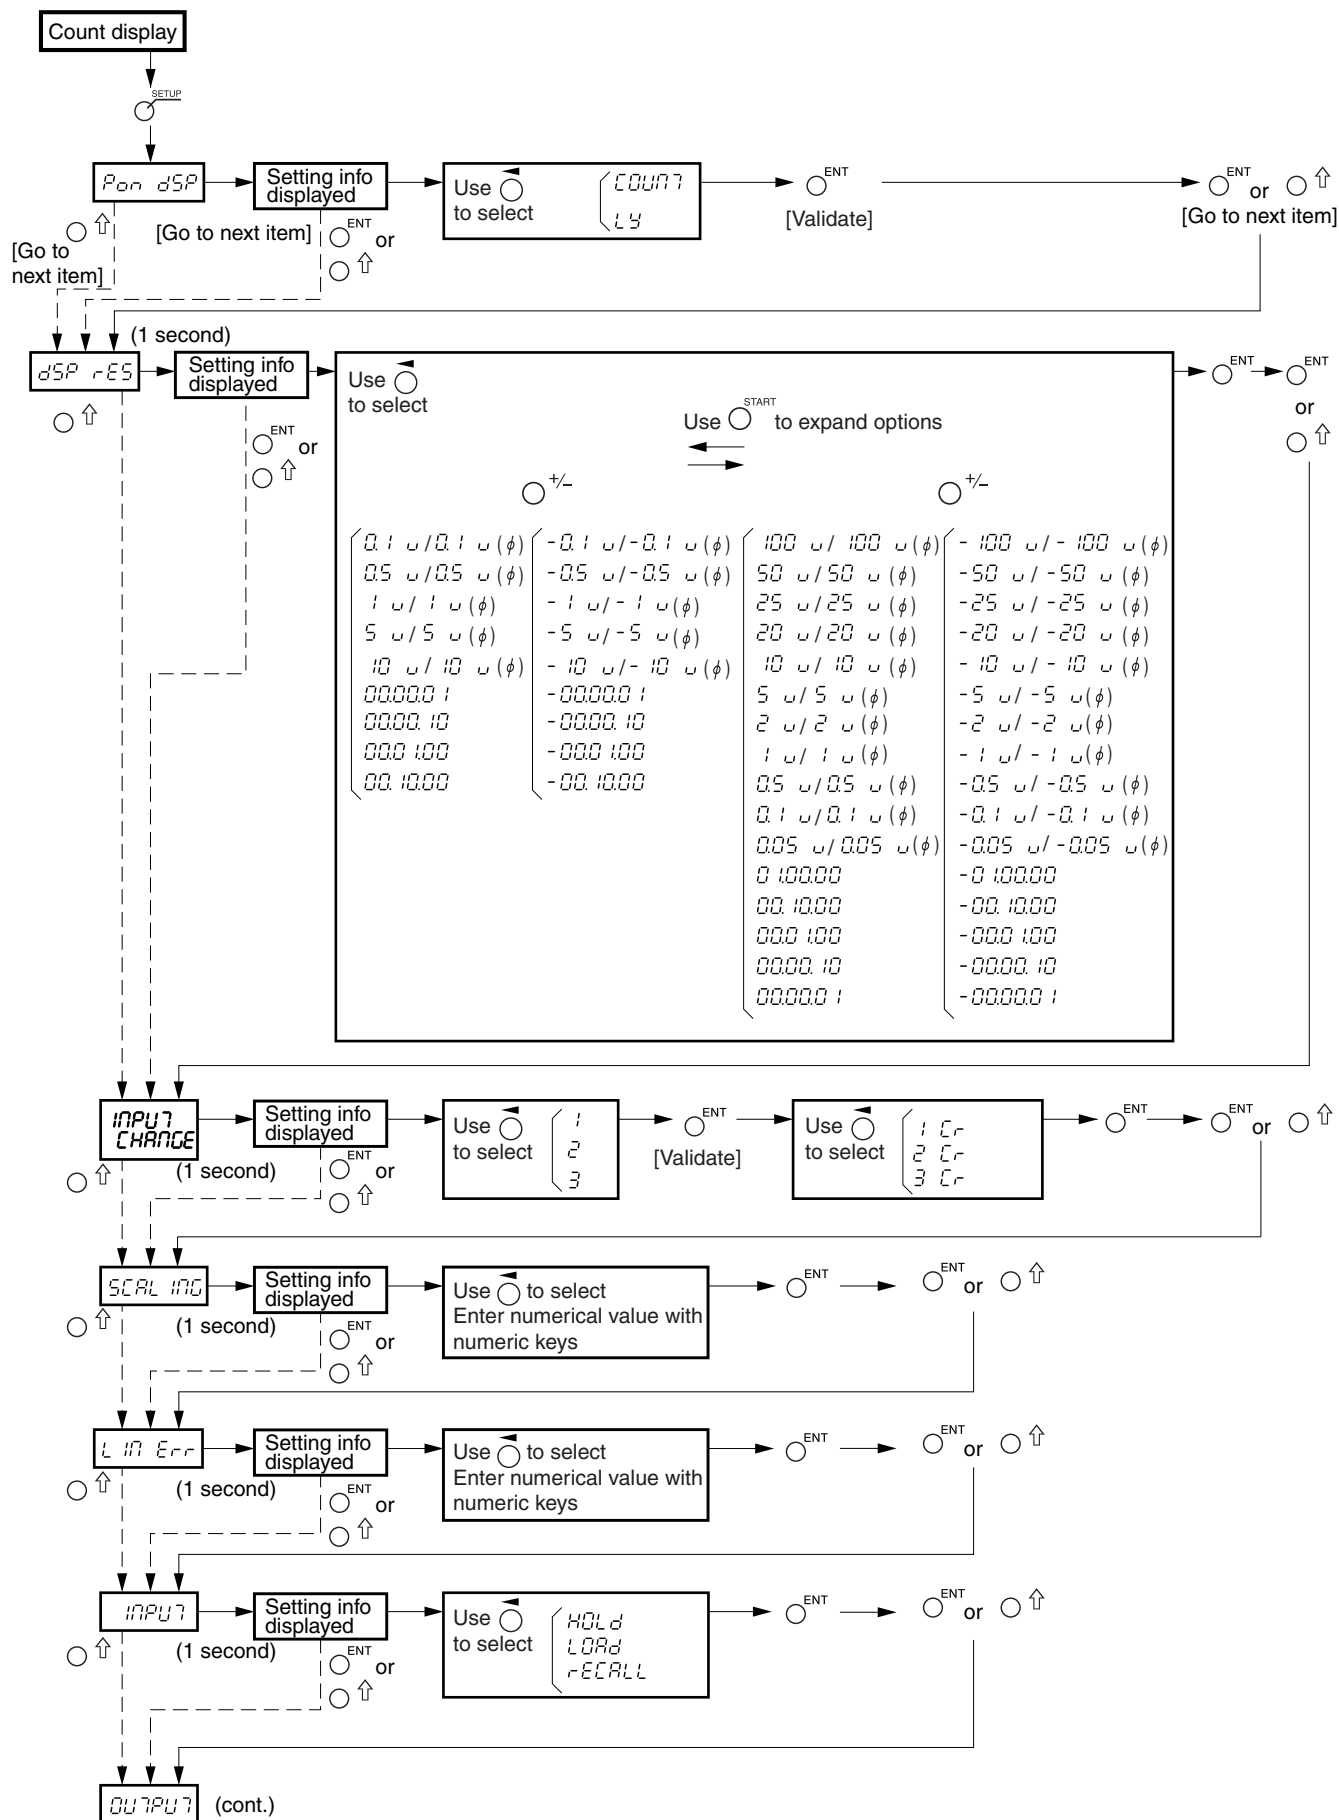 Count display
SETUP
Pon dSP
Setting info displayed
Use to select
COUNT
LY
ENT
[Validate]
ENT or
[Go to next item]
[Go to next item]
[Go to next item]
ENT or
(1 second)
dSP rES
Setting info displayed
ENT or
Use to select
Use START to expand options
+/-
+/-
0.1 u/0.1 u(ϕ)
0.5 u/0.5 u(ϕ)
1 u/1 u(ϕ)
5 u/5 u(ϕ)
10 u/10 u(ϕ)
00.00.01
00.00.10
00.01.00
00.10.00
-0.1 u/-0.1 u(ϕ)
-0.5 u/-0.5 u(ϕ)
-1 u/-1 u(ϕ)
-5 u/-5 u(ϕ)
-10 u/-10 u(ϕ)
-00.00.01
-00.00.10
-00.01.00
-00.10.00
100 u/100 u(ϕ)
50 u/50 u(ϕ)
25 u/25 u(ϕ)
20 u/20 u(ϕ)
10 u/10 u(ϕ)
5 u/5 u(ϕ)
2 u/2 u(ϕ)
1 u/1 u(ϕ)
0.5 u/0.5 u(ϕ)
0.1 u/0.1 u(ϕ)
0.05 u/0.05 u(ϕ)
01.00.00
00.10.00
00.01.00
00.00.10
00.00.01
-100 u/-100 u(ϕ)
-50 u/-50 u(ϕ)
-25 u/-25 u(ϕ)
-20 u/-20 u(ϕ)
-10 u/-10 u(ϕ)
-5 u/-5 u(ϕ)
-2 u/-2 u(ϕ)
-1 u/-1 u(ϕ)
-0.5 u/-0.5 u(ϕ)
-0.1 u/-0.1 u(ϕ)
-0.05 u/-0.05 u(ϕ)
-01.00.00
-00.10.00
-00.01.00
-00.00.10
-00.00.01
ENT
ENT
or
INPUT
CHANGE
(1 second)
Setting info displayed
ENT or
Use to select
1
2
3
ENT
[Validate]
Use to select
1 Cr
2 Cr
3 Cr
ENT
ENT or
SCALING
(1 second)
Setting info displayed
ENT or
Use to select
Enter numerical value with
numeric keys
ENT
ENT or
LIN Err
(1 second)
Setting info displayed
ENT or
Use to select
Enter numerical value with
numeric keys
ENT
ENT or
INPUT
(1 second)
Setting info displayed
ENT or
Use to select
HOLd
LOAd
rECALL
ENT
ENT or
OUTPUT
(cont.)